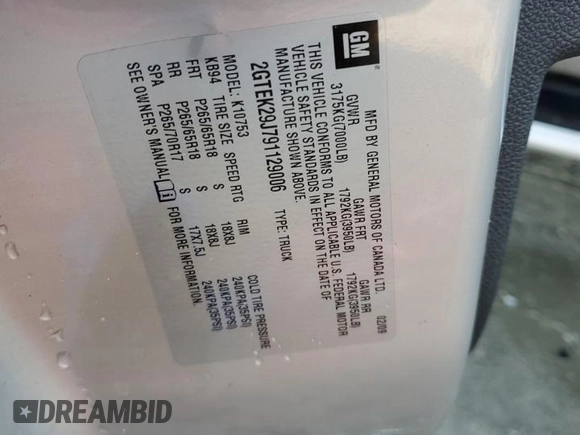 GM
MFD BY GENERAL MOTORS OF CANADA LTD. 02/09
GVWR GAWR FRT GAWR RR
3175KG(7000LB) 1792KG(3950LB) 1792KG(3950LB)
THIS VEHICLE CONFORMS TO ALL APPLICABLE U.S. FEDERAL MOTOR
VEHICLE SAFETY STANDARDS IN EFFECT ON THE DATE OF
MANUFACTURE SHOWN ABOVE.
2GTEK29J791129006 TYPE: TRUCK
MODEL: K10753
KB94 TIRE SIZE SPEED RTG RIM COLD TIRE PRESSURE
FRT P265/65R18 S 18X8J 240KPA(35PSI)
RR P265/65R18 S 18X8J 240KPA(35PSI)
SPA P265/70R17 S 17X7.5J 240KPA(35PSI)
SEE OWNER'S MANUAL FOR MORE INFORMATION.
DREAMBID